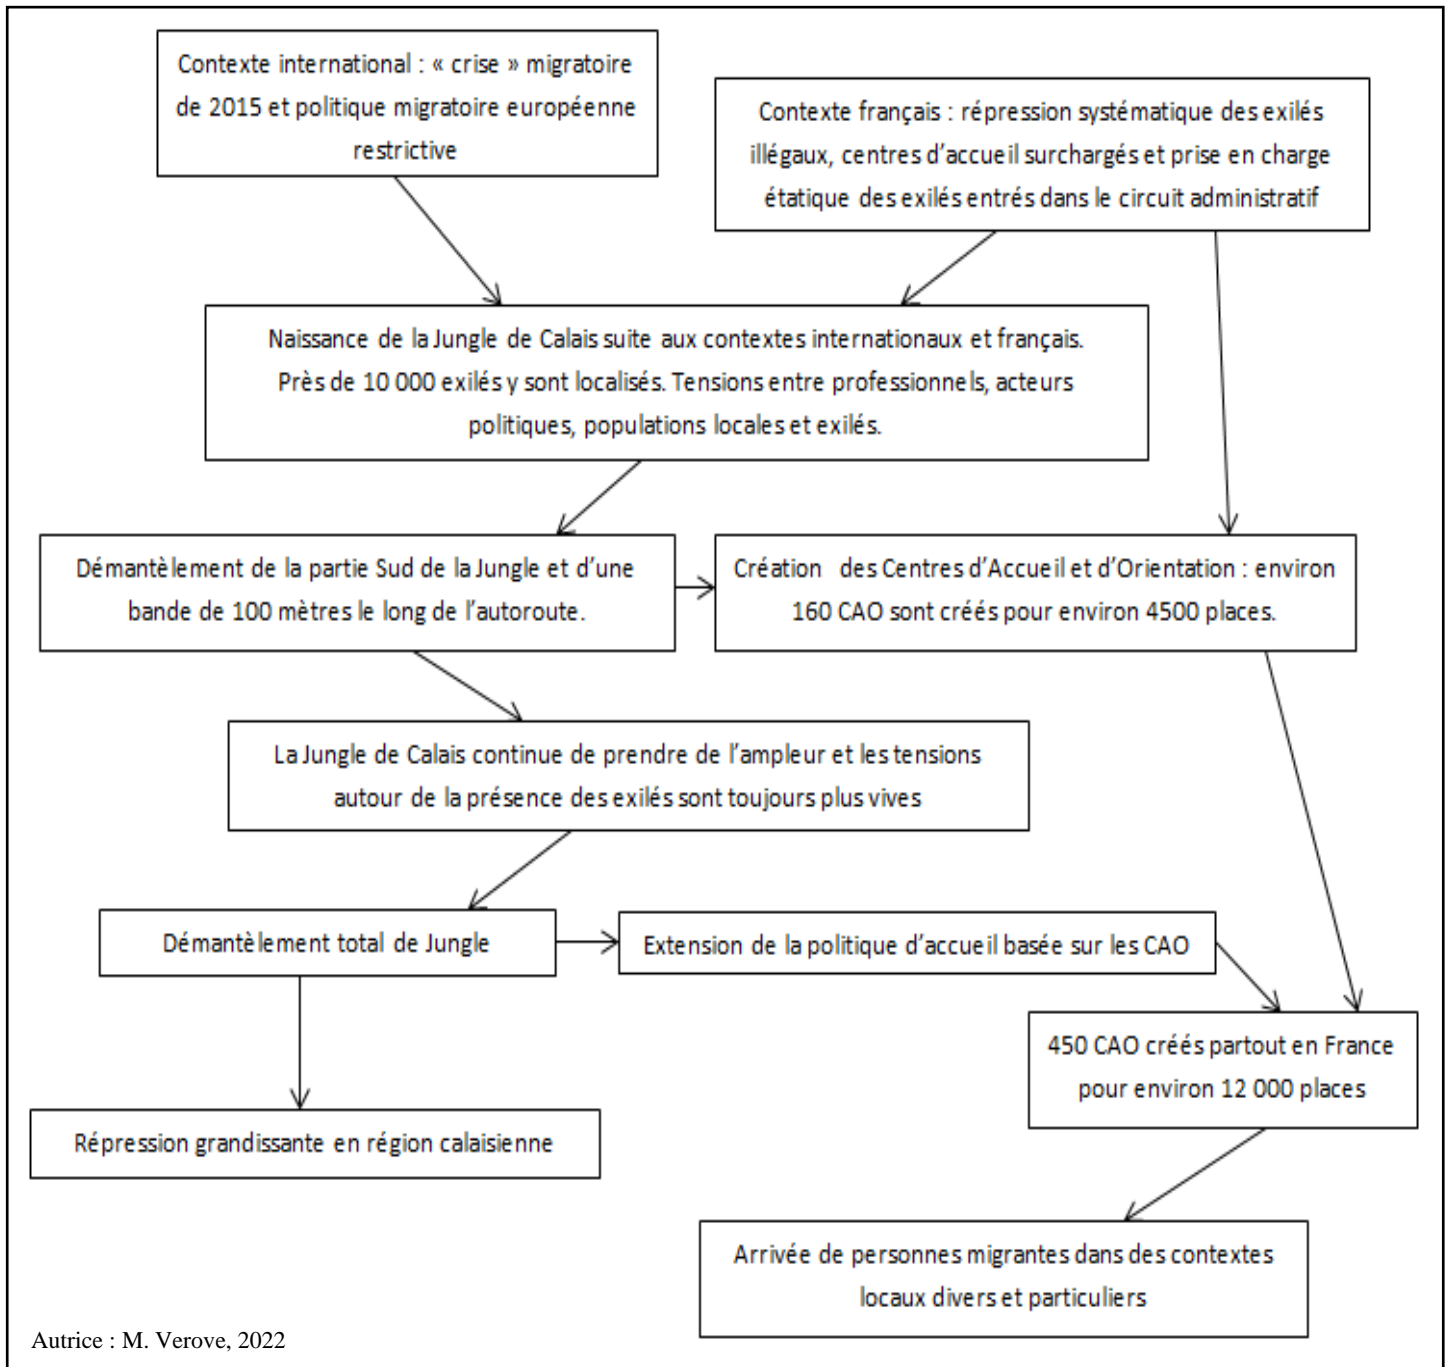 Contexte international : « crise » migratoire
de 2015 et politique migratoire européenne
restrictive
Contexte français : répression systématique des exilés
illégaux, centres d’accueil surchargés et prise en charge
étatique des exilés entrés dans le circuit administratif
Naissance de la Jungle de Calais suite aux contextes internationaux et français.
Près de 10 000 exilés y sont localisés. Tensions entre professionnels, acteurs
politiques, populations locales et exilés.
Démantèlement de la partie Sud de la Jungle et d’une
bande de 100 mètres le long de l’autoroute.
Création des Centres d’Accueil et d’Orientation : environ
160 CAO sont créés pour environ 4500 places.
La Jungle de Calais continue de prendre de l’ampleur et les tensions
autour de la présence des exilés sont toujours plus vives
Démantèlement total de Jungle
Extension de la politique d’accueil basée sur les CAO
450 CAO créés partout en France
pour environ 12 000 places
Répression grandissante en région calaisienne
Arrivée de personnes migrantes dans des contextes
locaux divers et particuliers
Autrice : M. Verove, 2022